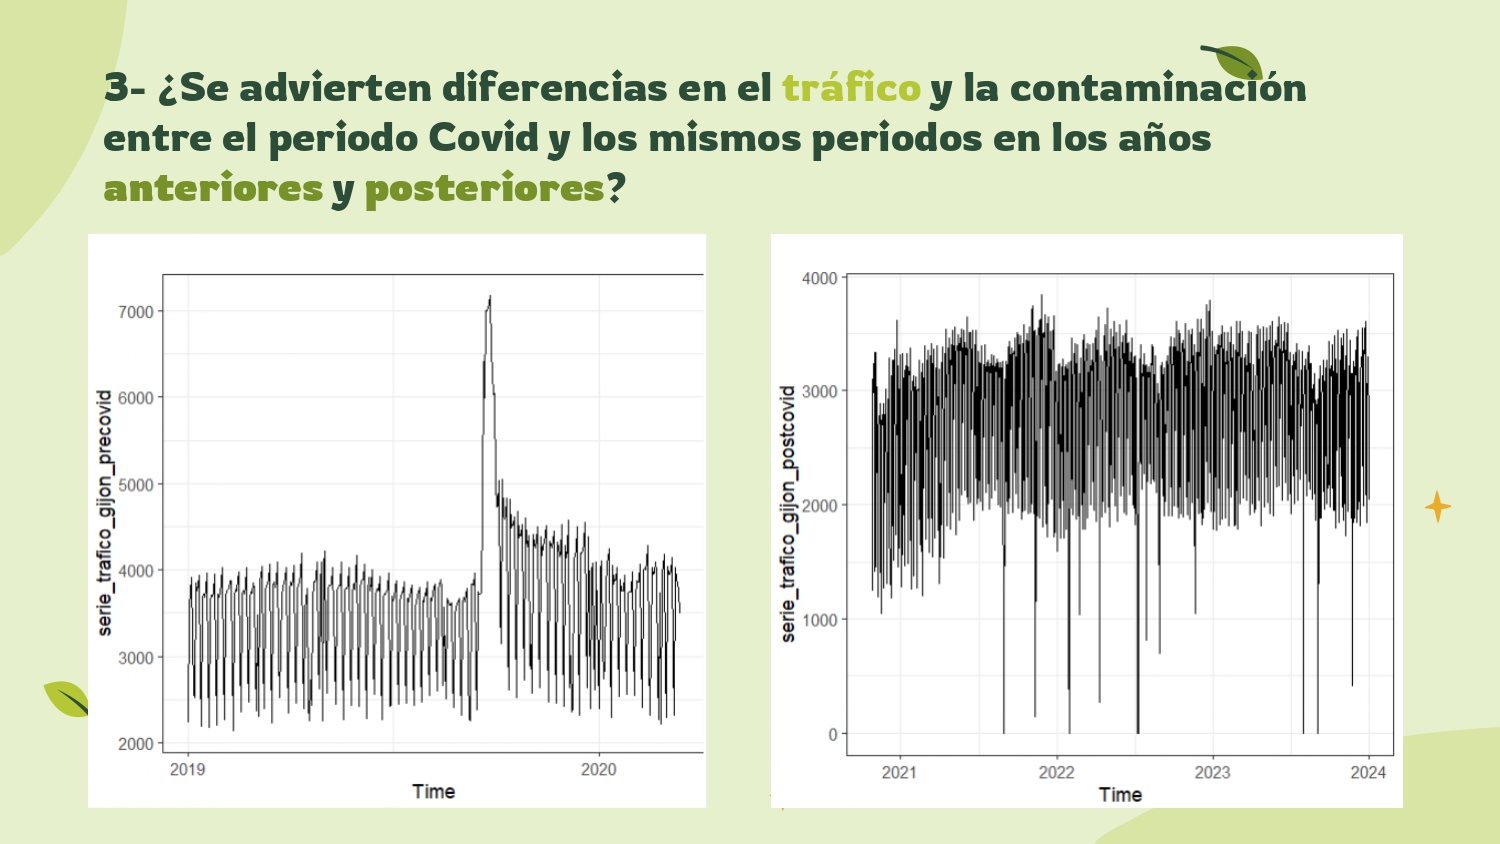 3- ¿Se advierten diferencias en el tráfico y la contaminación
entre el periodo Covid y los mismos periodos en los años
anteriores y posteriores?
serie_trafico_gijon_precovid
7000
6000
5000
4000
3000
2000
2019
2020
Time
serie_trafico_gijon_postcovid
4000
3000
2000
1000
0
2021
2022
2023
2024
Time